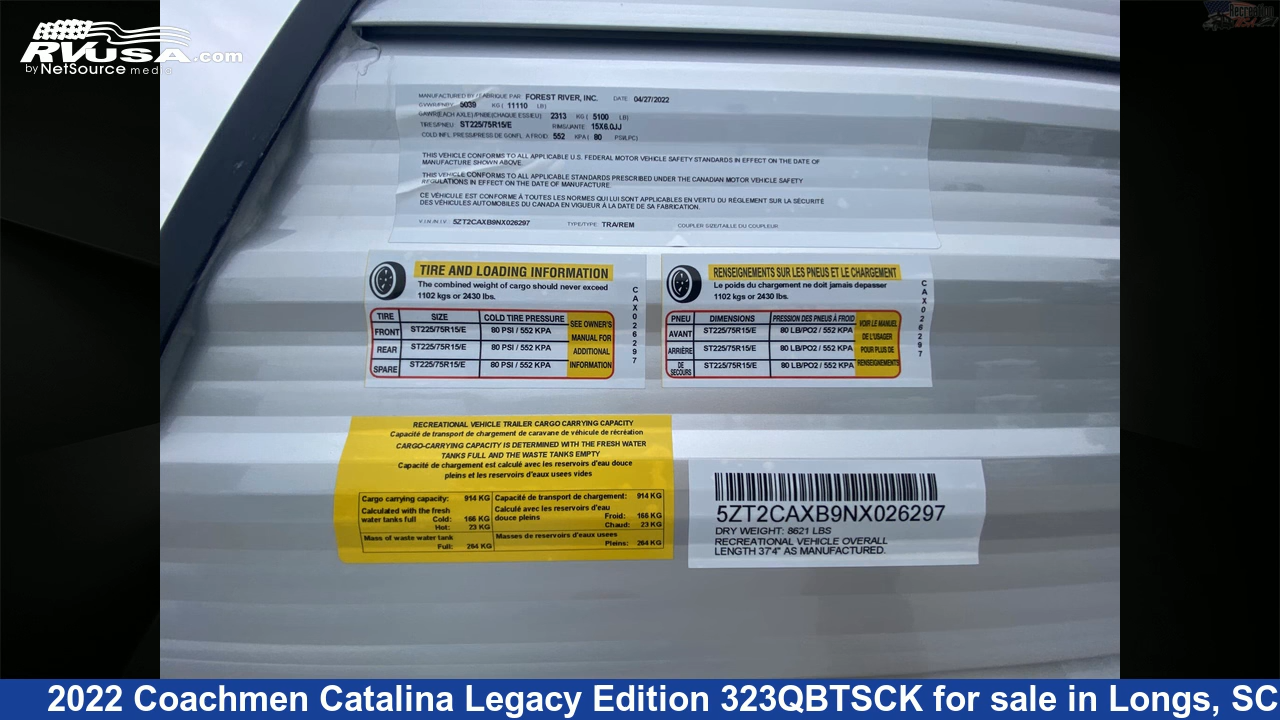 RVUSA.com
by NetSource media
Recreation
MANUFACTURED BY / FABRIQUE PAR: FOREST RIVER, INC. DATE 04/27/2022
GVWR/PNBV: 5039 KG ( 11110 LB)
GAWR(EACH AXLE)/PNBE(CHAQUE ESSIEU) 2313 KG ( 5100 LB)
TIRES/PNEU ST225/75R15/E RIMS/JANTE 15X6.0JJ
COLD INFL PRESS/PRESS DE GONFL A FROID 552 KPA ( 80 PSI/LPC)
THIS VEHICLE CONFORMS TO ALL APPLICABLE U.S. FEDERAL MOTOR VEHICLE SAFETY STANDARDS IN EFFECT ON THE DATE OF
MANUFACTURE SHOWN ABOVE.
THIS VEHICLE CONFORMS TO ALL APPLICABLE STANDARDS PRESCRIBED UNDER THE CANADIAN MOTOR VEHICLE SAFETY
REGULATIONS IN EFFECT ON THE DATE OF MANUFACTURE.
CE VÉHICULE EST CONFORME À TOUTES LES NORMES QUI LUI SONT APPLICABLES EN VERTU DU RÈGLEMENT SUR LA SÉCURITÉ
DES VÉHICULES AUTOMOBILES DU CANADA EN VIGUEUR À LA DATE DE SA FABRICATION.
V.I.N./N.I.V. 5ZT2CAXB9NX026297 TYPE/TYPE: TRA/REM COUPLER SIZE/TAILLE DU COUPLEUR
TIRE AND LOADING INFORMATION
The combined weight of cargo should never exceed
1102 kgs or 2430 lbs.
TIRE SIZE COLD TIRE PRESSURE SEE OWNER'S MANUAL FOR ADDITIONAL INFORMATION
FRONT ST225/75R15/E 80 PSI / 552 KPA
REAR ST225/75R15/E 80 PSI / 552 KPA
SPARE ST225/75R15/E 80 PSI / 552 KPA
CAX026297
RENSEIGNEMENTS SUR LES PNEUS ET LE CHARGEMENT
Le poids du chargement ne doit jamais depasser
1102 kgs or 2430 lbs.
PNEU DIMENSIONS PRESSION DES PNEUS À FROID VOIR LE MANUEL DE L'USAGER POUR PLUS DE RENSEIGNEMENTS
AVANT ST225/75R15/E 80 LB/PO2 / 552 KPA
ARRIÈRE ST225/75R15/E 80 LB/PO2 / 552 KPA
DE SECOURS ST225/75R15/E 80 LB/PO2 / 552 KPA
CAX026297
RECREATIONAL VEHICLE TRAILER CARGO CARRYING CAPACITY
Capacité de transport de chargement de caravane de véhicule de récréation
CARGO-CARRYING CAPACITY IS DETERMINED WITH THE FRESH WATER
TANKS FULL AND THE WASTE TANKS EMPTY
Capacité de chargement est calculé avec les reservoirs d'eau douce
pleins et les reservoirs d'eaux usees vides
Cargo carrying capacity: 914 KG Capacité de transport de chargement: 914 KG
Calculated with the fresh Calculé avec les reservoirs d'eau
water tanks full Cold: 166 KG douce pleins Froid: 166 KG
Hot: 23 KG Chaud: 23 KG
Mass of waste water tank Masses de reservoirs d'eaux usees
Full: 264 KG Pleins: 264 KG
5ZT2CAXB9NX026297
DRY WEIGHT: 8621 LBS
RECREATIONAL VEHICLE OVERALL
LENGTH 37'4" AS MANUFACTURED.
2022 Coachmen Catalina Legacy Edition 323QBTSCK for sale in Longs, SC